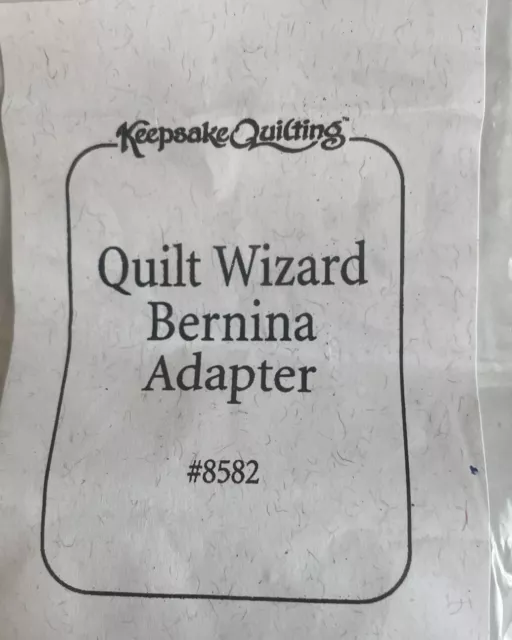 Keepsake Quilting™
Quilt Wizard
Bernina
Adapter
#8582